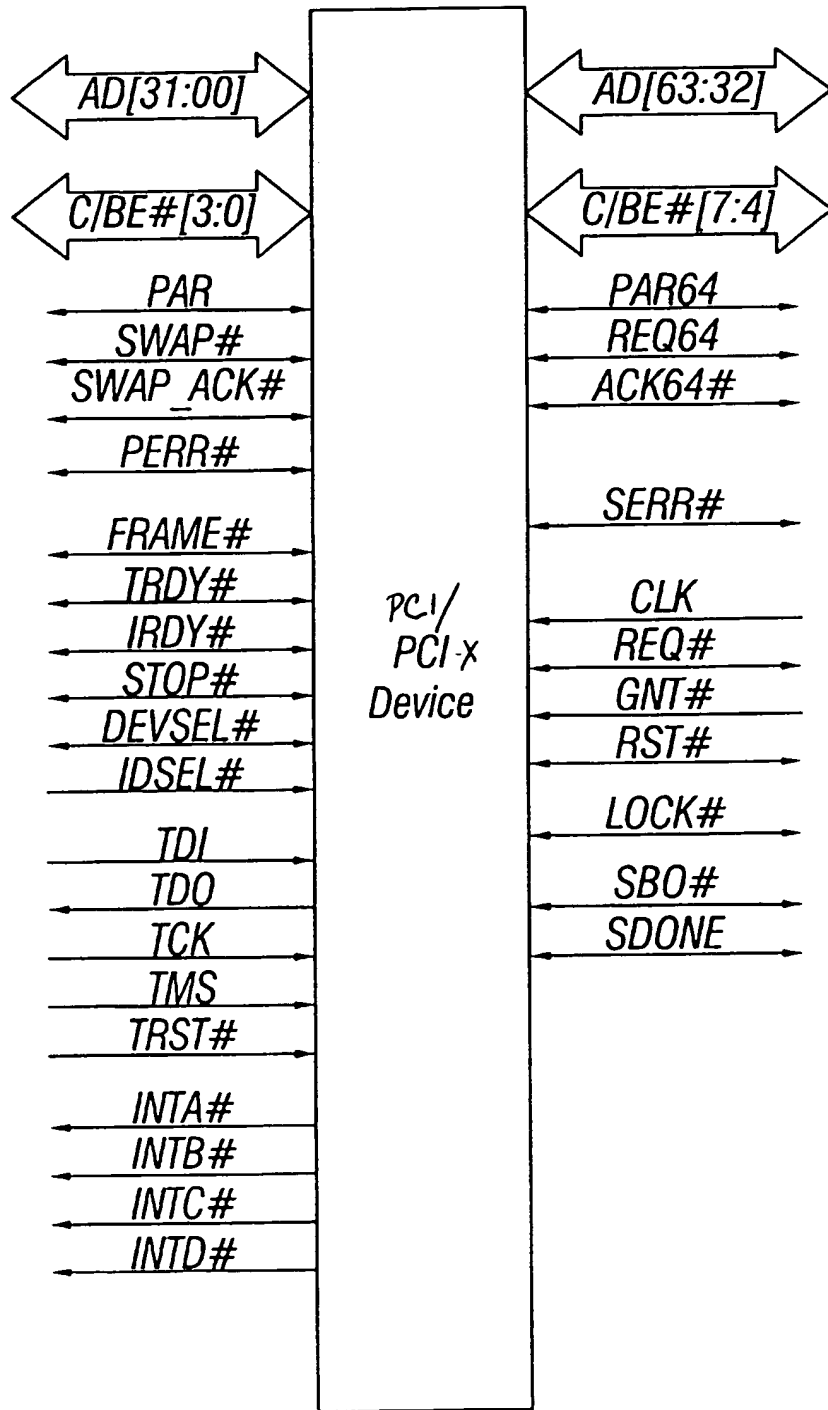 AD[31:00]
C/BE#[3:0]
PAR
SWAP#
SWAP_ACK#
PERR#
FRAME#
TRDY#
IRDY#
STOP#
DEVSEL#
IDSEL#
TDI
TDO
TCK
TMS
TRST#
INTA#
INTB#
INTC#
INTD#
PCI/
PCI-X
Device
AD[63:32]
C/BE#[7:4]
PAR64
REQ64
ACK64#
SERR#
CLK
REQ#
GNT#
RST#
LOCK#
SBO#
SDONE